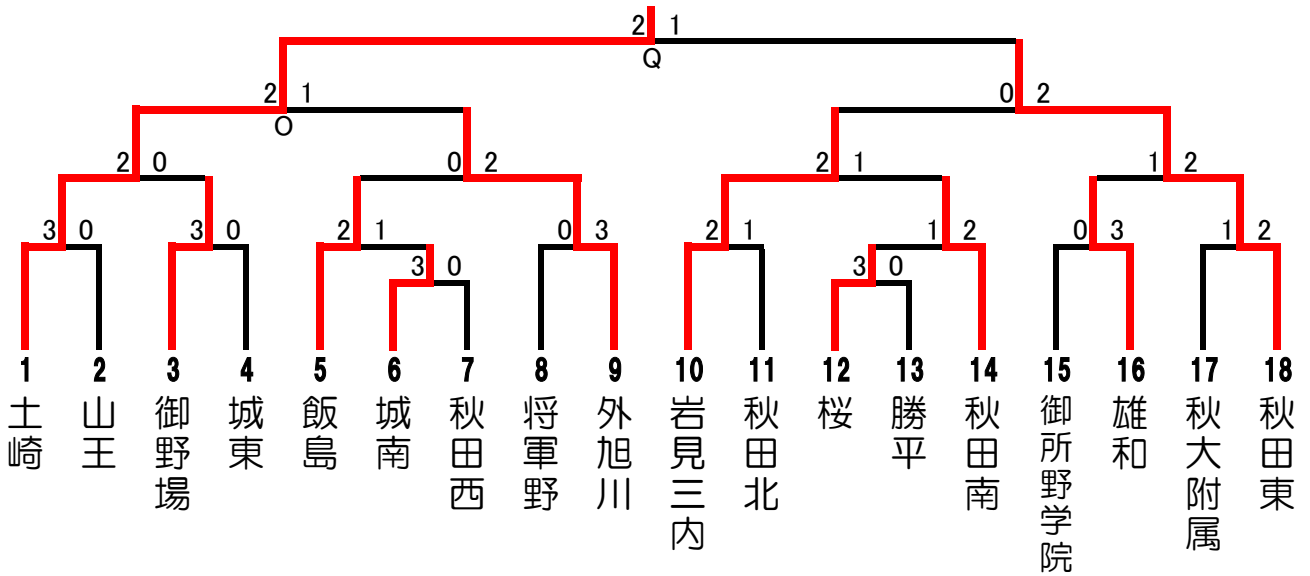 2 1
Q
2 1
O
0 2
2 0
0 2
2 1
1 2
3 0
3 0
2 1
0 3
2 1
1 2
0 3
1 2
3 0
3 0
1 2 3 4 5 6 7 8 9 10 11 12 13 14 15 16 17 18
土崎
山王
御野場
城東
飯島
城南
秋田西
将軍野
外旭川
岩見三内
秋田北
桜
勝平
秋田南
御所野学院
雄和
秋大附属
秋田東